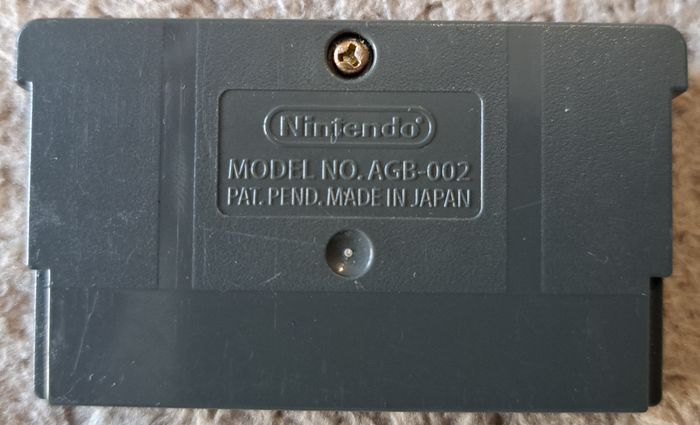 Nintendo
MODEL NO. AGB-002
PAT. PEND. MADE IN JAPAN